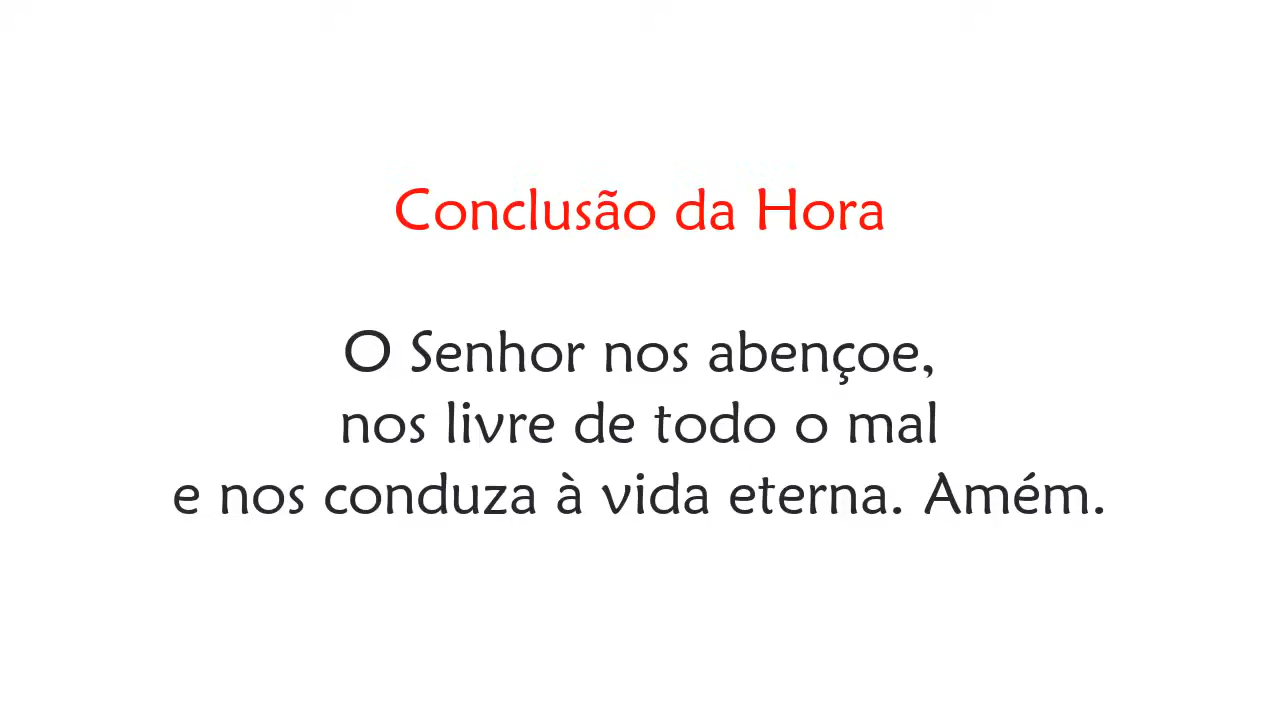 Conclusão da Hora
O Senhor nos abençoe,
nos livre de todo o mal
e nos conduza à vida eterna. Amém.